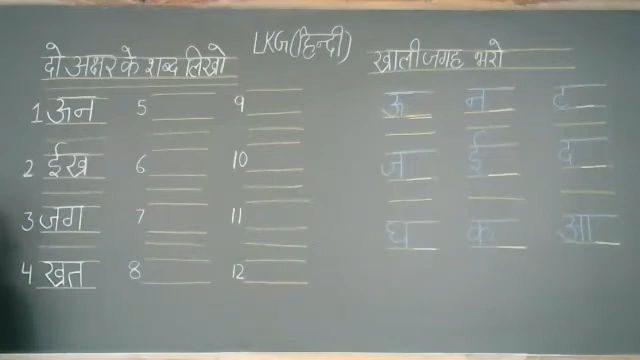 LKG(हिन्दी)
दो अक्षर के शब्द लिखो
1 ऊन 5 9
2 ईख 6 10
3 जग 7 11
4 खत 8 12
खाली जगह भरो
ऊ न ट
ज ई द
घ क आ